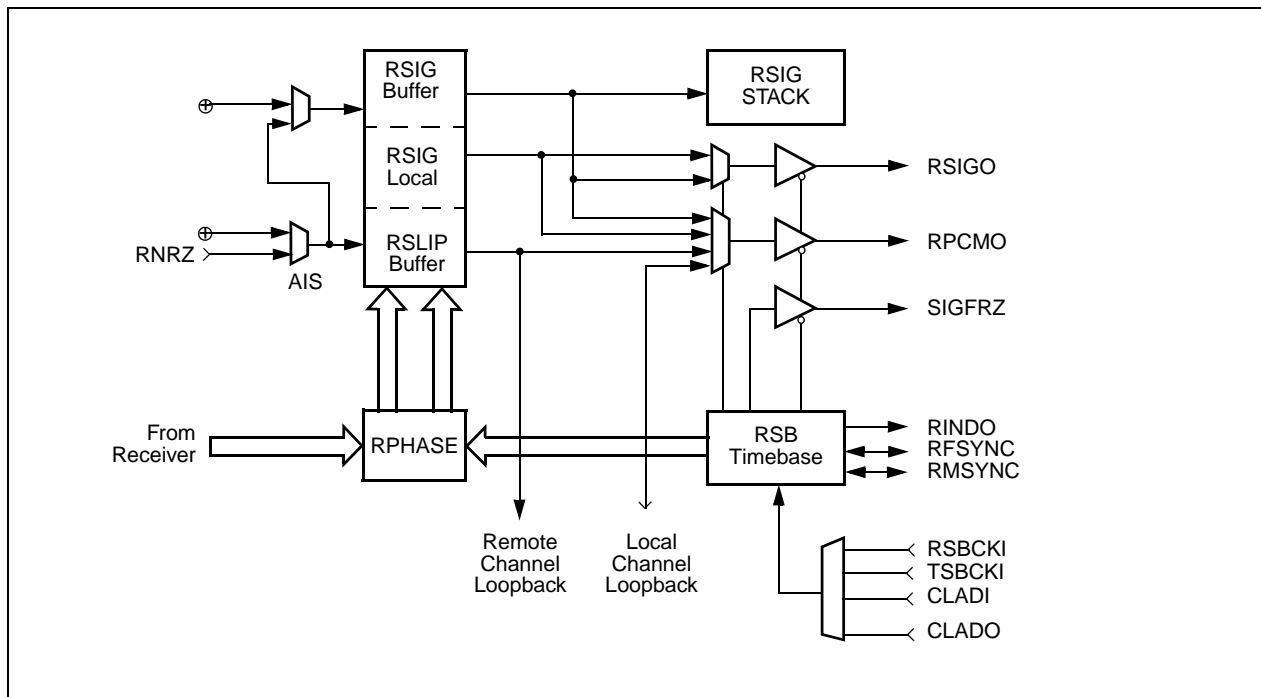 RSIG
Buffer
RSIG
STACK
RSIG
Local
RSIGO
RNRZ
AIS
RSLIP
Buffer
RPCMO
SIGFRZ
From
Receiver
RPHASE
RSB
Timebase
RINDO
RFSYNC
RMSYNC
Remote
Channel
Loopback
Local
Channel
Loopback
RSBCKI
TSBCKI
CLADI
CLADO